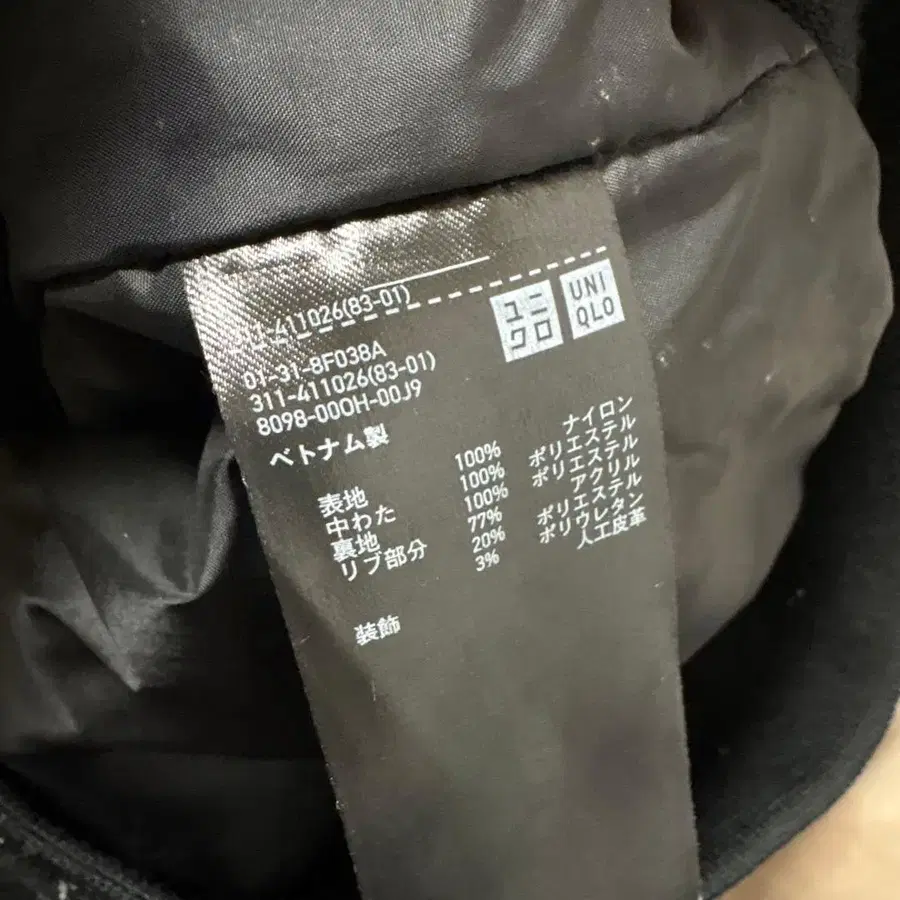 311-411026(83-01)
ユニ
クロ
UNI
QLO
01-31-8F038A
311-411026(83-01)
8098-000H-00J9
ベトナム製
表地 100% ナイロン
中わた 100% ポリエステル
裏地 100% ポリエステル
リブ部分 77% アクリル
20% ポリエステル
3% ポリウレタン
装飾 人工皮革